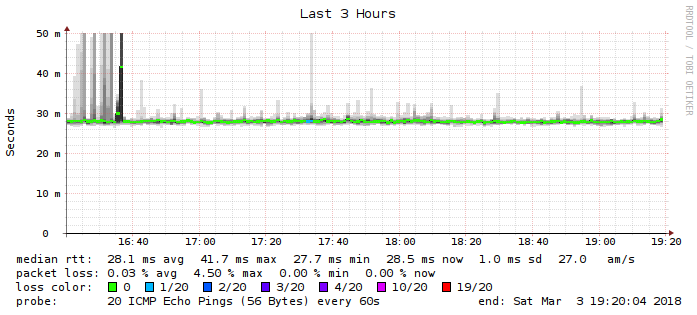 Last 3 Hours
RRDTOOL / TOBI OETIKER
Seconds
50 m
40 m
30 m
20 m
10 m
0
16:40 17:00 17:20 17:40 18:00 18:20 18:40 19:00 19:20
median rtt: 28.1 ms avg 41.7 ms max 27.7 ms min 28.5 ms now 1.0 ms sd 27.0 am/s
packet loss: 0.03 % avg 4.50 % max 0.00 % min 0.00 % now
loss color: 0 1/20 2/20 3/20 4/20 10/20 19/20
probe: 20 ICMP Echo Pings (56 Bytes) every 60s end: Sat Mar 3 19:20:04 2018